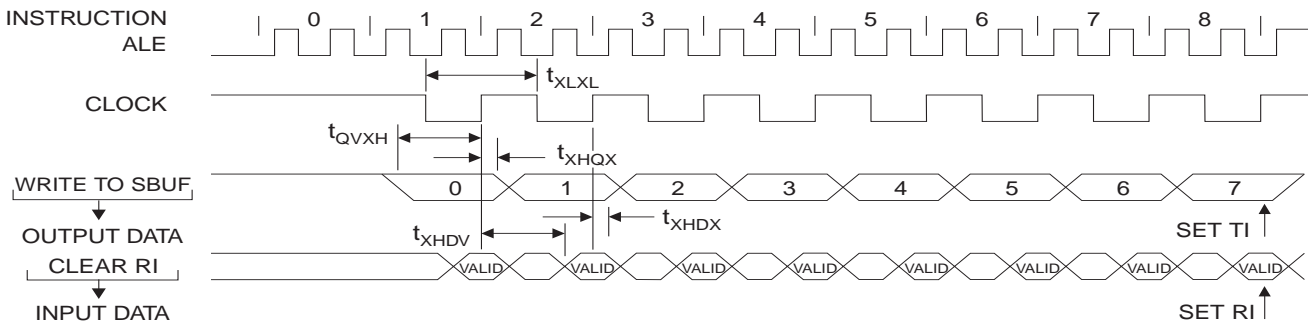 INSTRUCTION 0 1 2 3 4 5 6 7 8
ALE
tXLXL
CLOCK
tQVXH
tXHQX
WRITE TO SBUF 0 1 2 3 4 5 6 7
tXHDV tXHDX
OUTPUT DATA SET TI
CLEAR RI VALID VALID VALID VALID VALID VALID VALID VALID
INPUT DATA SET RI